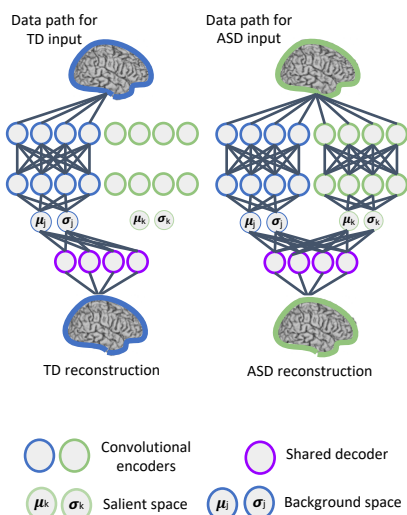 Data path for
TD input
Data path for
ASD input
μj σj
μk σk
μj σj
μk σk
TD reconstruction
ASD reconstruction
Convolutional
encoders
Shared decoder
μk σk Salient space
μj σj Background space